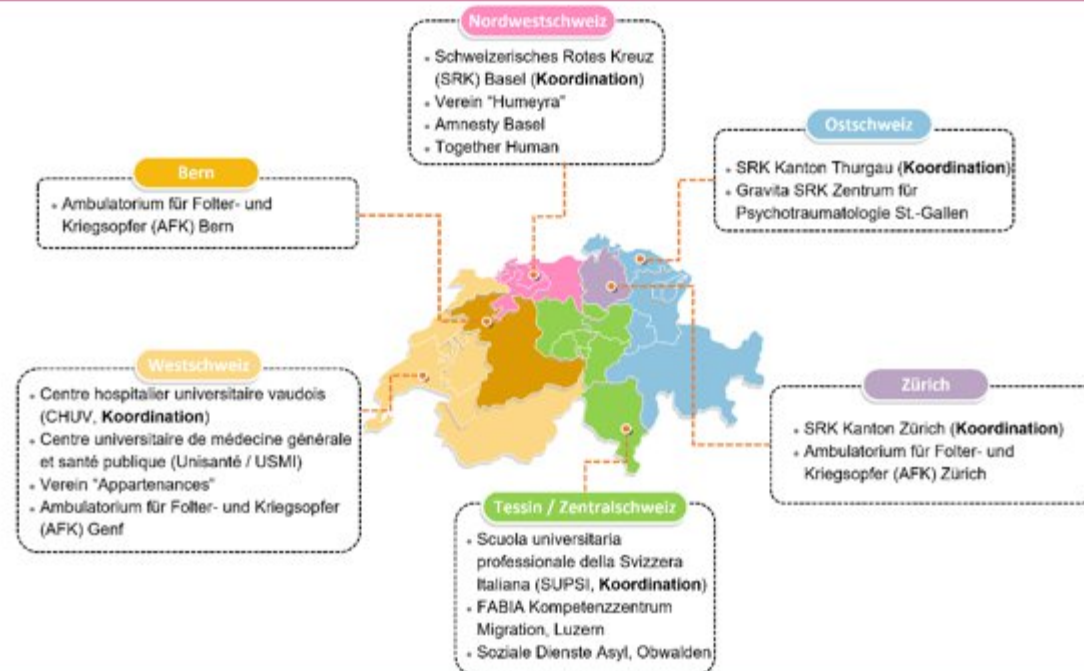 Nordwestschweiz
• Schweizerisches Rotes Kreuz
(SRK) Basel (Koordination)
• Verein "Humeyra"
• Amnesty Basel
• Together Human
Ostschweiz
• SRK Kanton Thurgau (Koordination)
• Gravita SRK Zentrum für
Psychotraumatologie St.-Gallen
Bern
• Ambulatorium für Folter- und
Kriegsopfer (AFK) Bern
Westschweiz
• Centre hospitalier universitaire vaudois
(CHUV, Koordination)
• Centre universitaire de médecine générale
et santé publique (Unisanté / USMI)
• Verein "Appartenances"
• Ambulatorium für Folter- und Kriegsopfer
(AFK) Genf
Zürich
• SRK Kanton Zürich (Koordination)
• Ambulatorium für Folter- und
Kriegsopfer (AFK) Zürich
Tessin / Zentralschweiz
• Scuola universitaria
professionale della Svizzera
Italiana (SUPSI, Koordination)
• FABIA Kompetenzzentrum
Migration, Luzern
• Soziale Dienste Asyl, Obwalden